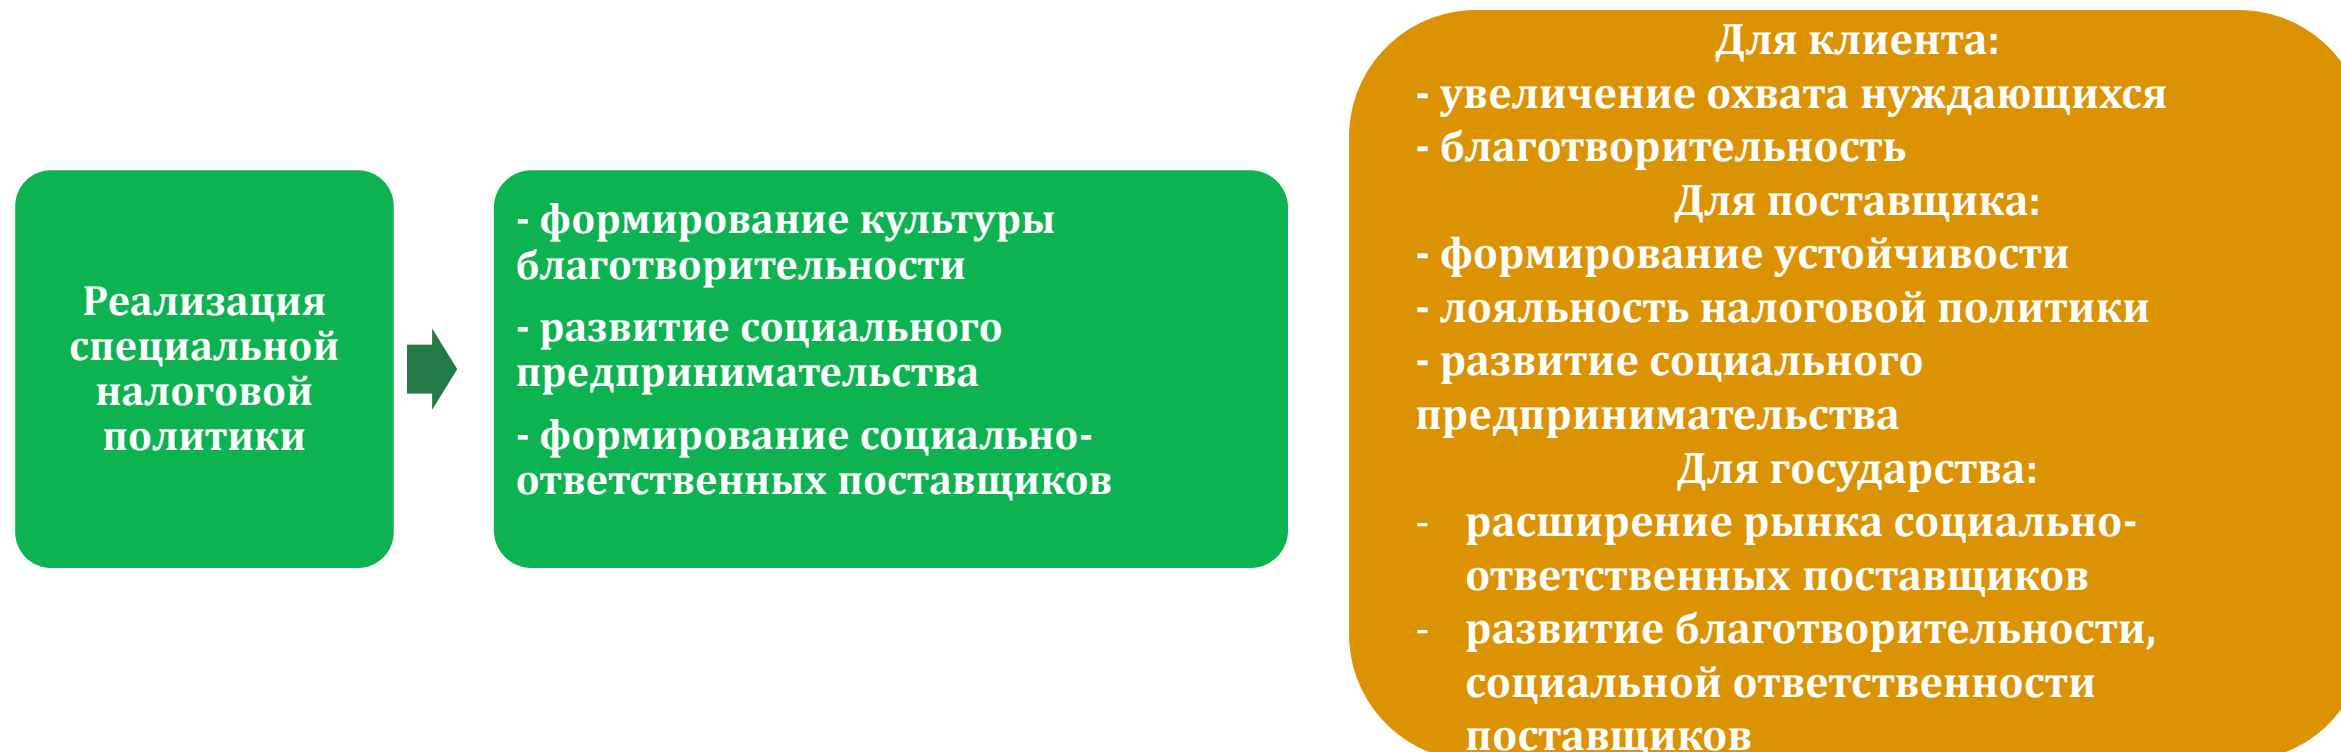 Реализация
специальной
налоговой
политики
- формирование культуры
благотворительности
- развитие социального
предпринимательства
- формирование социально-
ответственных поставщиков
Для клиента:
- увеличение охвата нуждающихся
- благотворительность
Для поставщика:
- формирование устойчивости
- лояльность налоговой политики
- развитие социального
предпринимательства
Для государства:
- расширение рынка социально-
ответственных поставщиков
- развитие благотворительности,
социальной ответственности
поставщиков